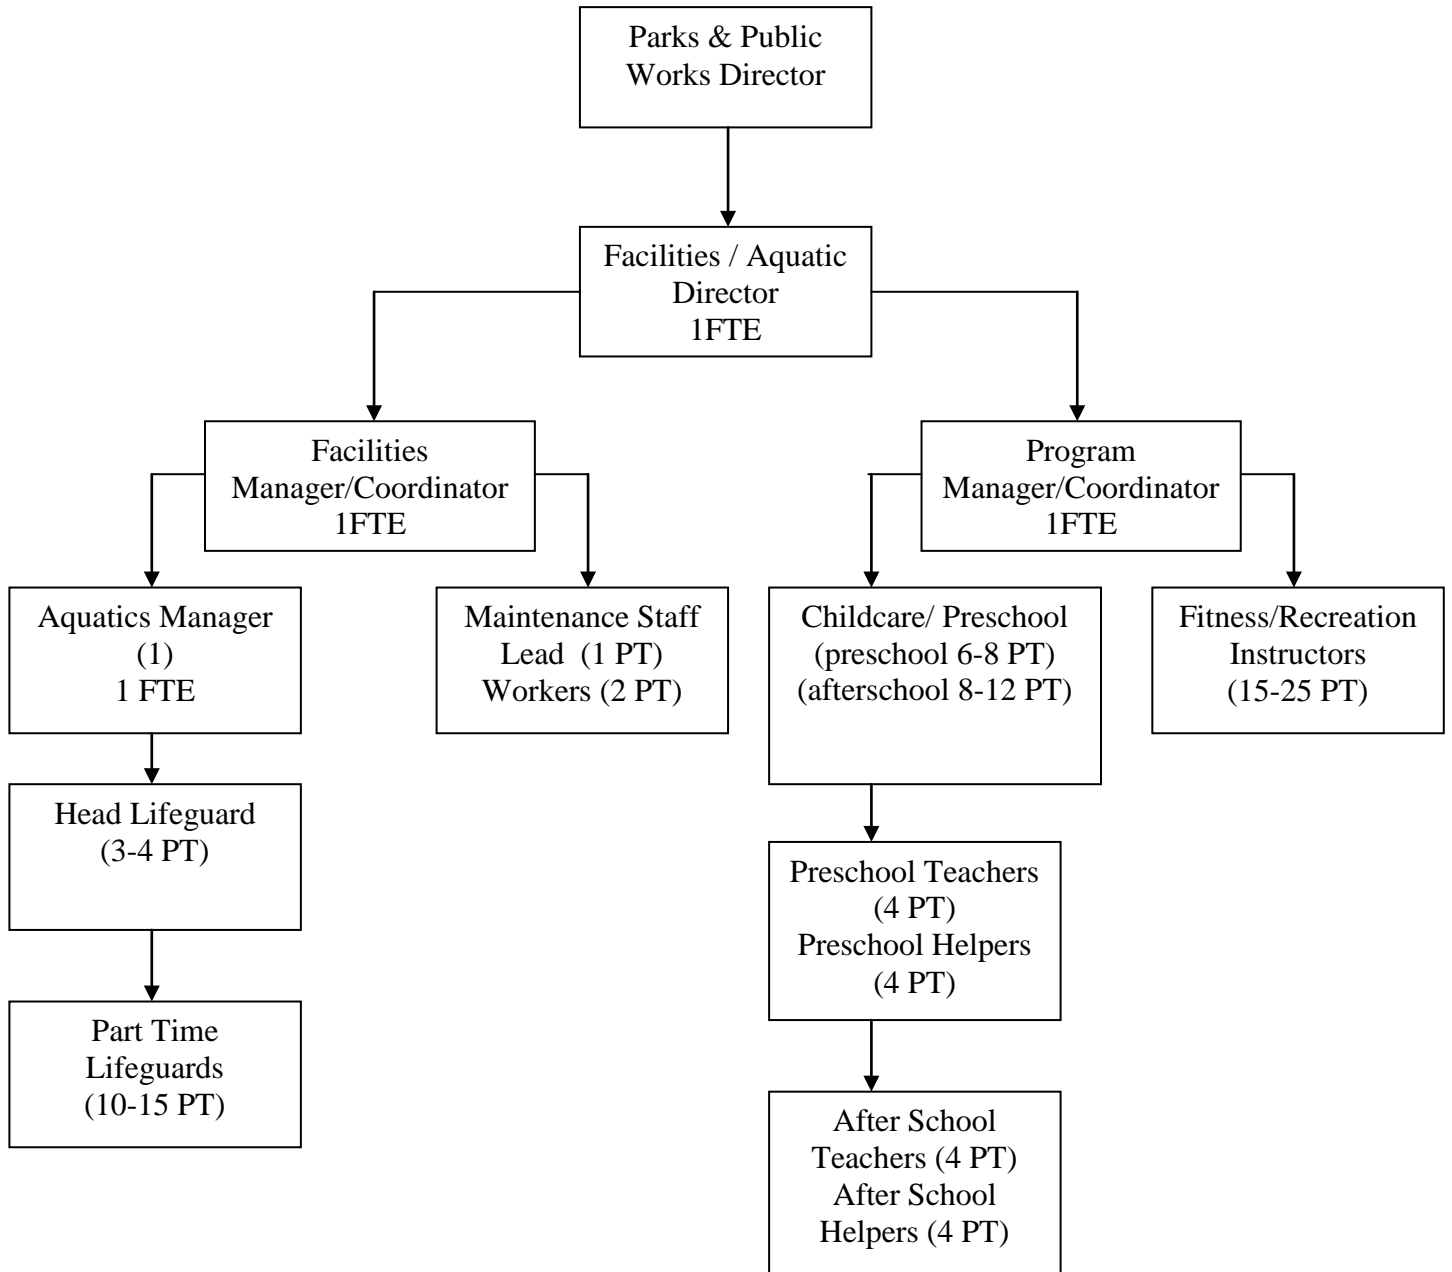 Parks & Public
Works Director
Facilities / Aquatic
Director
1FTE
Facilities
Manager/Coordinator
1FTE
Program
Manager/Coordinator
1FTE
Aquatics Manager
(1)
1 FTE
Maintenance Staff
Lead (1 PT)
Workers (2 PT)
Childcare/ Preschool
(preschool 6-8 PT)
(afterschool 8-12 PT)
Fitness/Recreation
Instructors
(15-25 PT)
Head Lifeguard
(3-4 PT)
Preschool Teachers
(4 PT)
Preschool Helpers
(4 PT)
Part Time
Lifeguards
(10-15 PT)
After School
Teachers (4 PT)
After School
Helpers (4 PT)